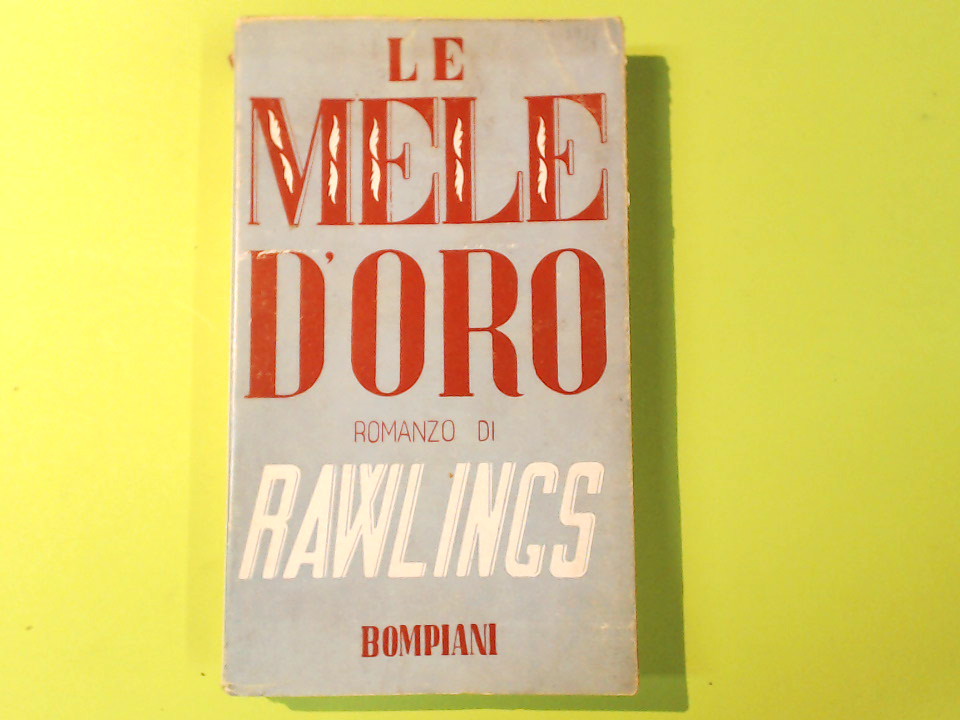 LE
MELE
D'ORO
ROMANZO DI
RAWLINGS
BOMPIANI